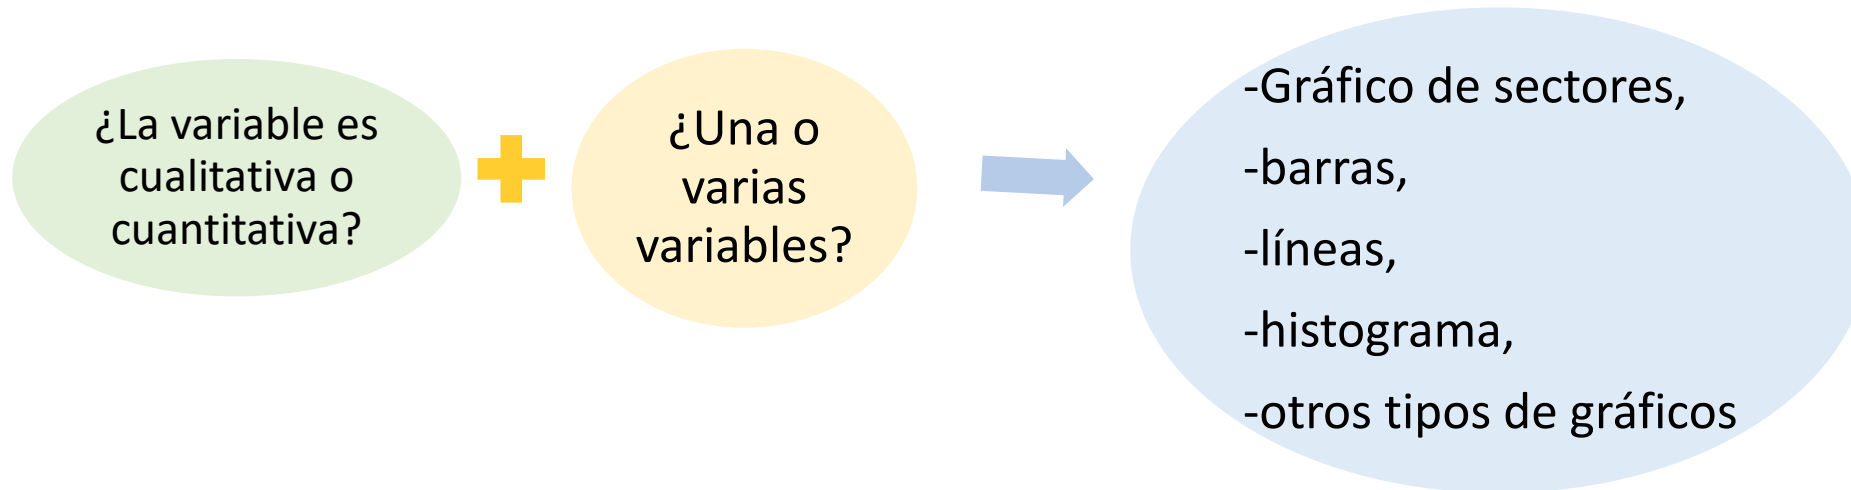 ¿La variable es
cualitativa o
cuantitativa?
¿Una o
varias
variables?
-Gráfico de sectores,
-barras,
-líneas,
-histograma,
-otros tipos de gráficos